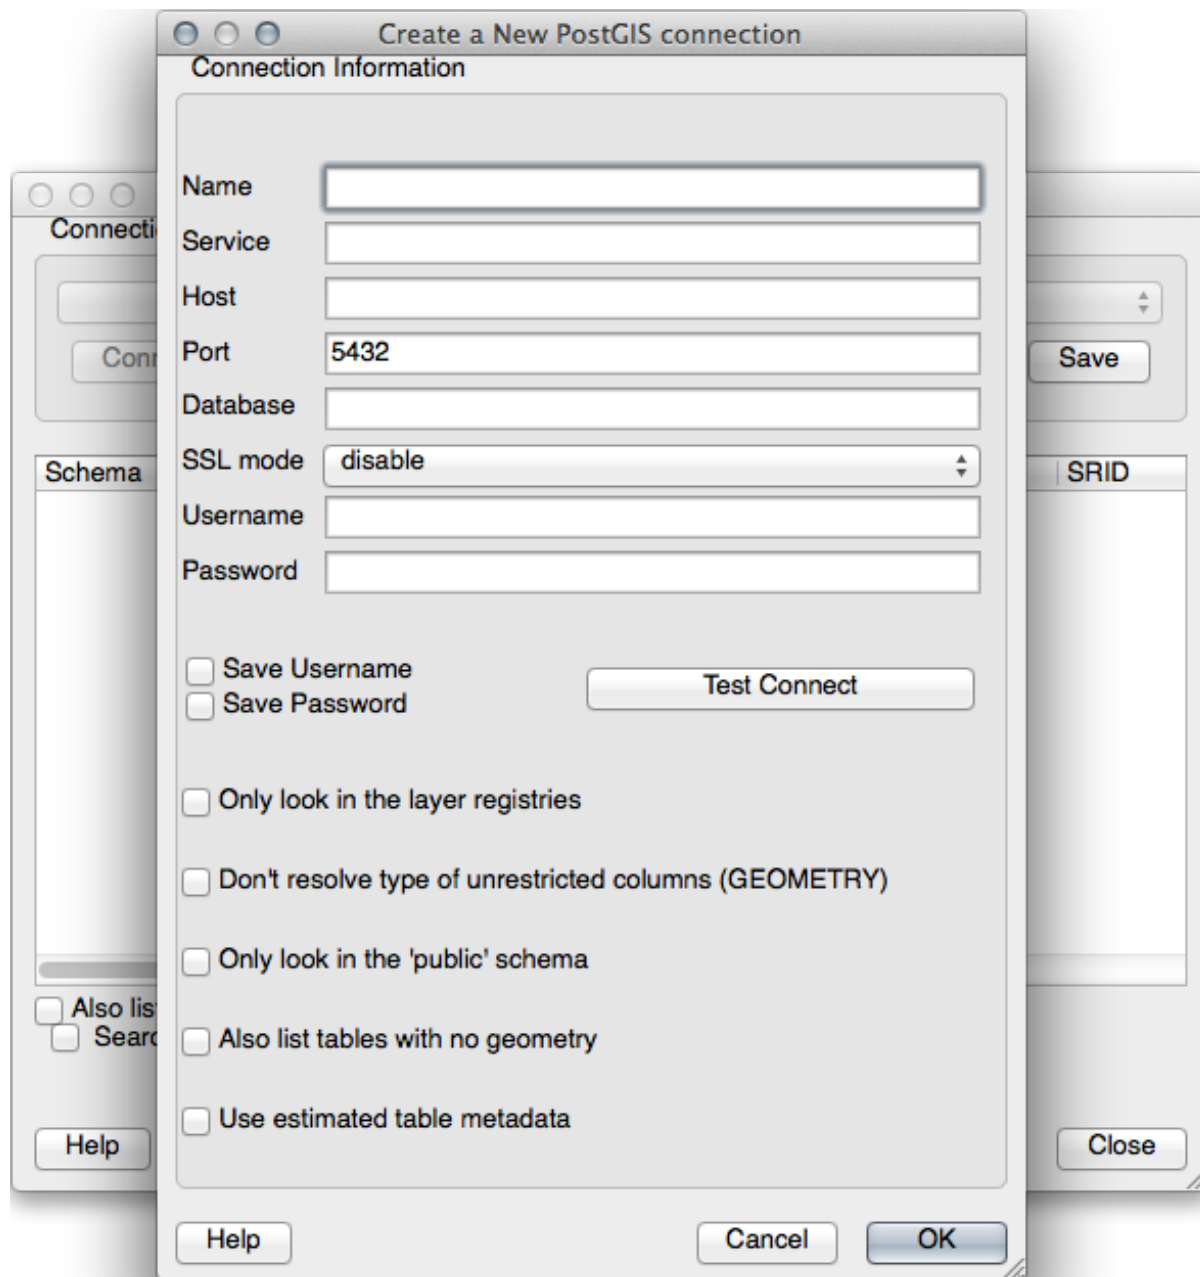 Create a New PostGIS connection
Connection Information
Name
Service
Host
Port 5432
Database
SSL mode disable
Username
Password
Save Username
Save Password
Test Connect
Only look in the layer registries
Don't resolve type of unrestricted columns (GEOMETRY)
Only look in the 'public' schema
Also list tables with no geometry
Use estimated table metadata
Help
Cancel
OK
Save
Schema
SRID
Also
Help
Close